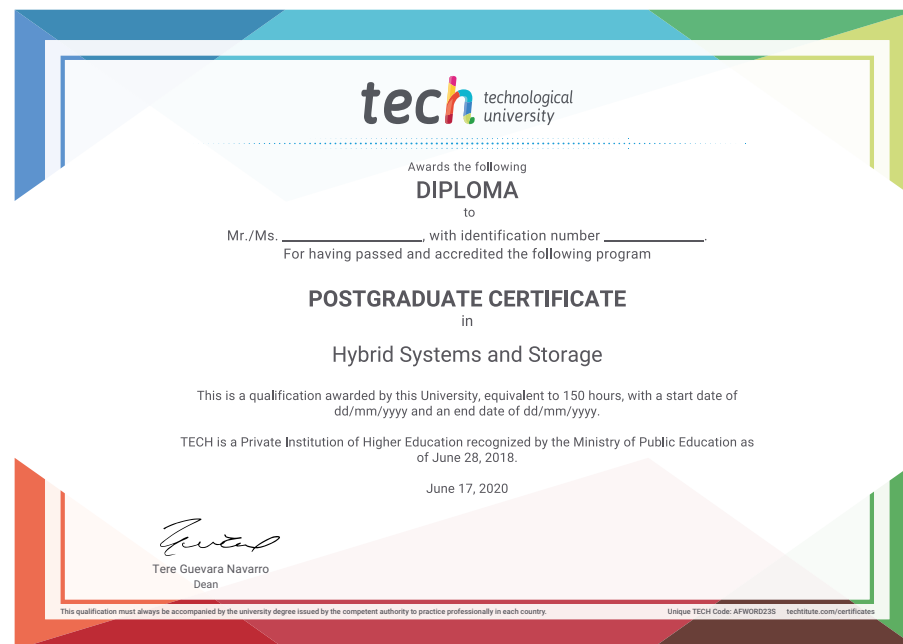 tech technological
university
Awards the following
DIPLOMA
to
Mr./Ms. ____________, with identification number ____________.
For having passed and accredited the following program
POSTGRADUATE CERTIFICATE
in
Hybrid Systems and Storage
This is a qualification awarded by this University, equivalent to 150 hours, with a start date of
dd/mm/yyyy and an end date of dd/mm/yyyy.
TECH is a Private Institution of Higher Education recognized by the Ministry of Public Education as
of June 28, 2018.
June 17, 2020
Tere Guevara Navarro
Dean
This qualification must always be accompanied by the university degree issued by the competent authority to practice professionally in each country. Unique TECH Code: AFWORD23S techtitute.com/certificates